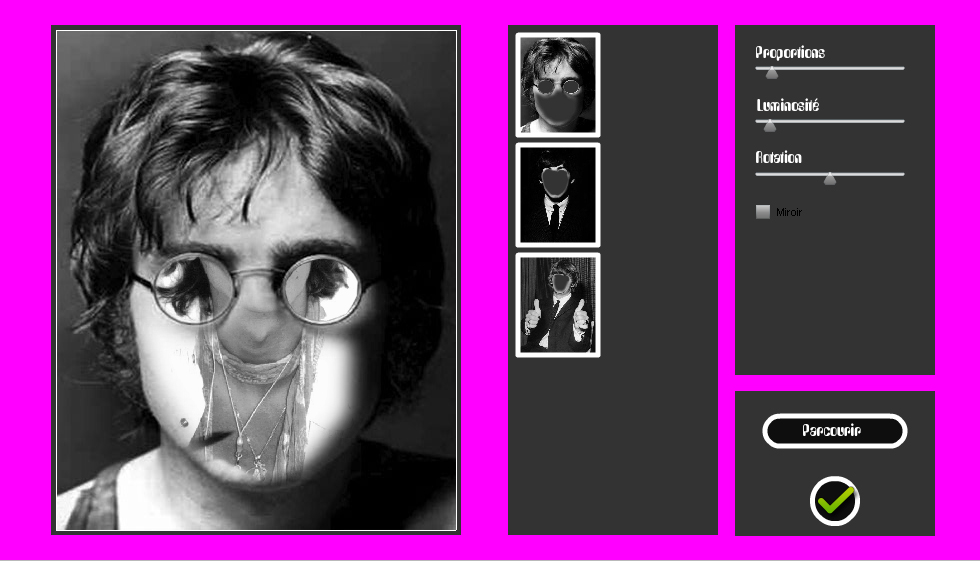 Proportions
Luminosité
Rotation
Miroir
Parcourir